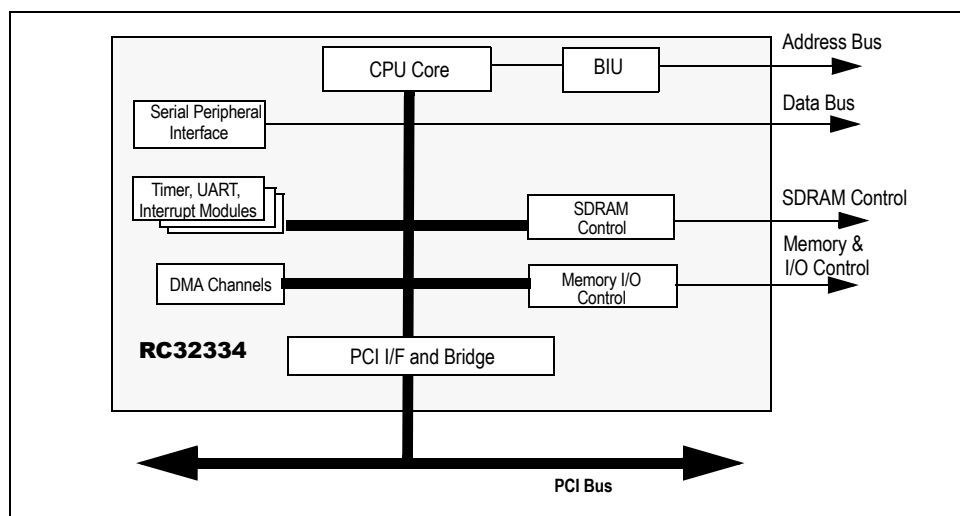 CPU Core
BIU
Address Bus
Serial Peripheral
Interface
Data Bus
Timer, UART,
Interrupt Modules
SDRAM
Control
SDRAM Control
DMA Channels
Memory I/O
Control
Memory &
I/O Control
RC32334
PCI I/F and Bridge
PCI Bus